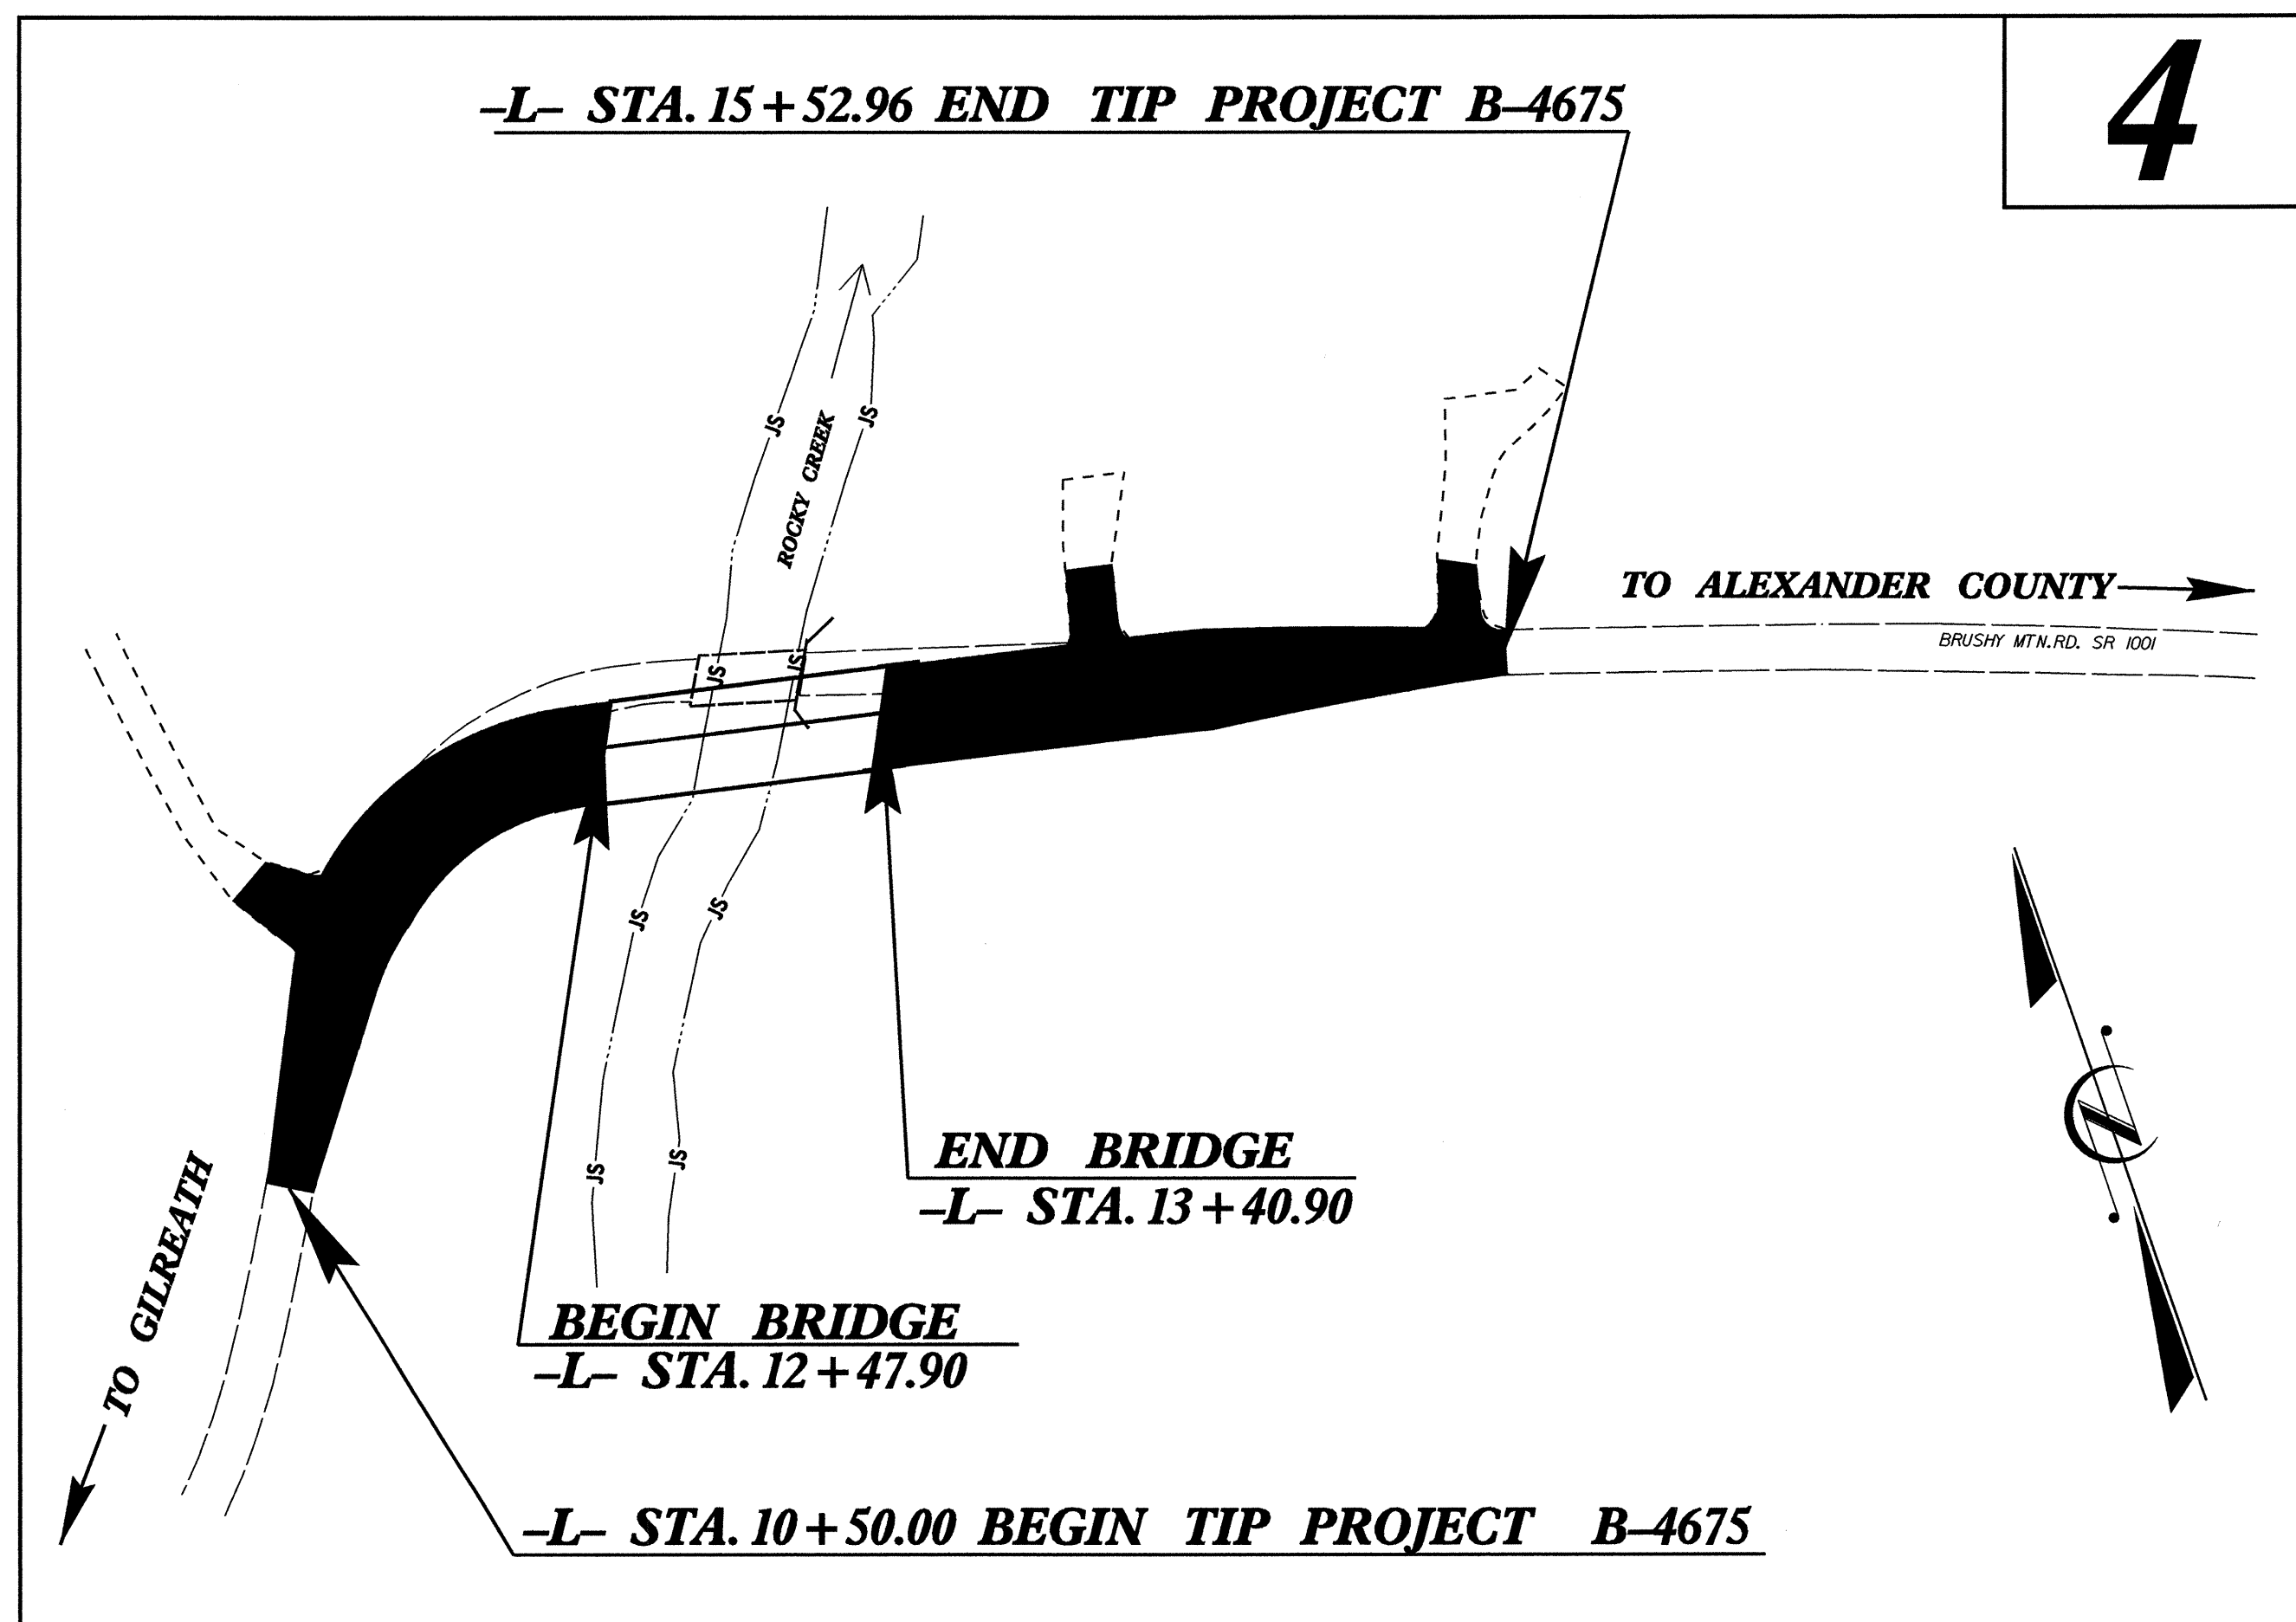 4
–L– STA. 15+52.96 END TIP PROJECT B–4675
JS
JS
ROCKY CREEK
TO ALEXANDER COUNTY
BRUSHY MTN.RD. SR 1001
JS
JS
JS
JS
JS
JS
N
END BRIDGE
–L– STA. 13+40.90
TO GILREATH
BEGIN BRIDGE
–L– STA. 12+47.90
–L– STA. 10+50.00 BEGIN TIP PROJECT B–4675